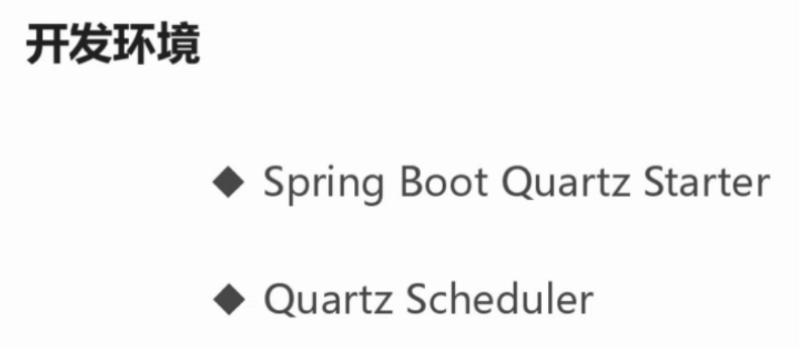 开发环境
◆ Spring Boot Quartz Starter
◆ Quartz Scheduler